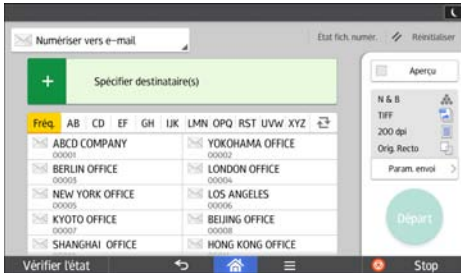 Numériser vers e-mail
État fich. numér.
Réinitialiser
+ Spécifier destinataire(s)
Aperçu
Fréq. AB CD EF GH IJK LMN OPQ RST UVW XYZ
N & B
TIFF
200 dpi
Orig. Recto
Param. envoi
ABCD COMPANY
00001
YOKOHAMA OFFICE
00002
BERLIN OFFICE
00003
LONDON OFFICE
00004
NEW YORK OFFICE
00005
LOS ANGELES
00006
KYOTO OFFICE
00007
BEIJING OFFICE
00008
SHANGHAI OFFICE
HONG KONG OFFICE
Départ
Vérifier l'état
Stop